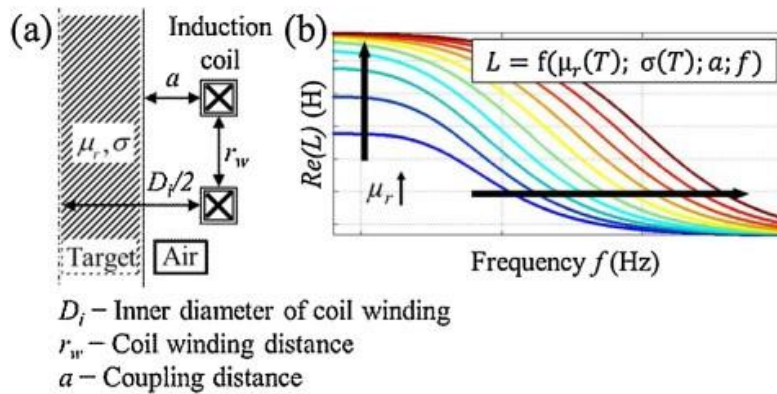 (a)
Induction
coil
a
μr, σ
rw
Di/2
Target
Air
(b)
L = f(μr(T); σ(T); a; f)
Re(L) (H)
μr↑
Frequency f (Hz)
Di – Inner diameter of coil winding
rw – Coil winding distance
a – Coupling distance